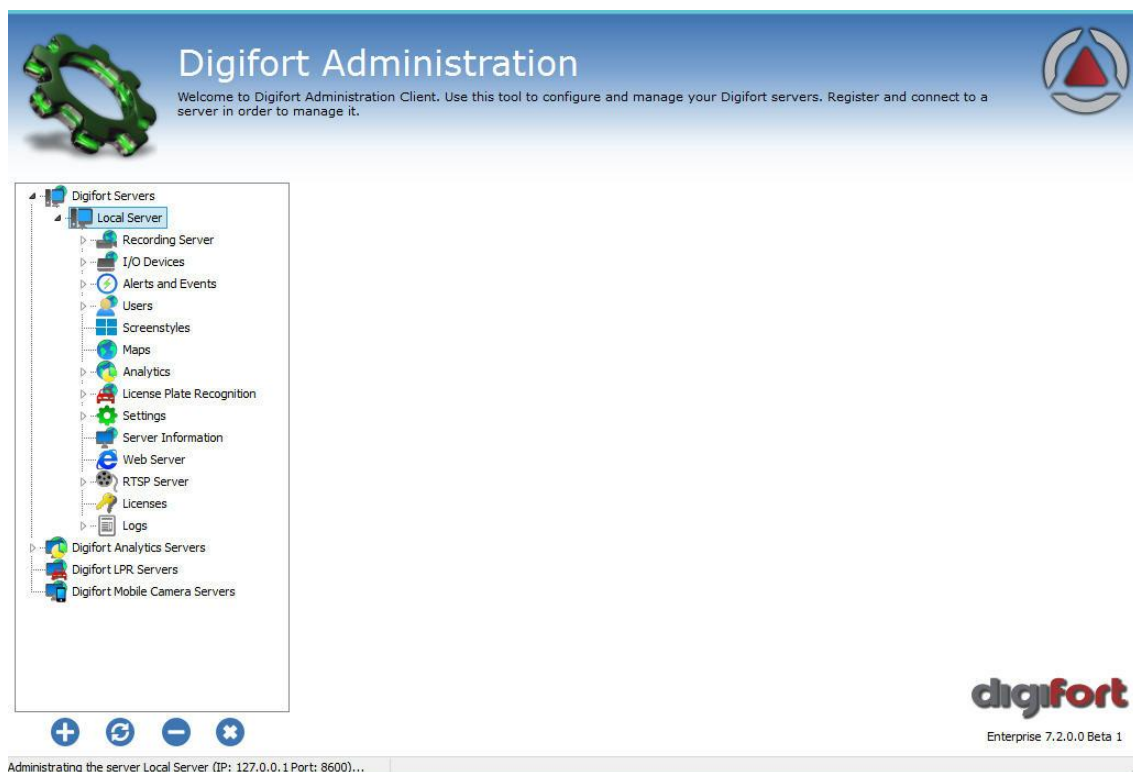 Digifort Administration
Welcome to Digifort Administration Client. Use this tool to configure and manage your Digifort servers. Register and connect to a
server in order to manage it.
Digifort Servers
Local Server
Recording Server
I/O Devices
Alerts and Events
Users
Screenstyles
Maps
Analytics
License Plate Recognition
Settings
Server Information
Web Server
RTSP Server
Licenses
Logs
Digifort Analytics Servers
Digifort LPR Servers
Digifort Mobile Camera Servers
digifort
Enterprise 7.2.0.0 Beta 1
Administrating the server Local Server (IP: 127.0.0.1 Port: 8600)...